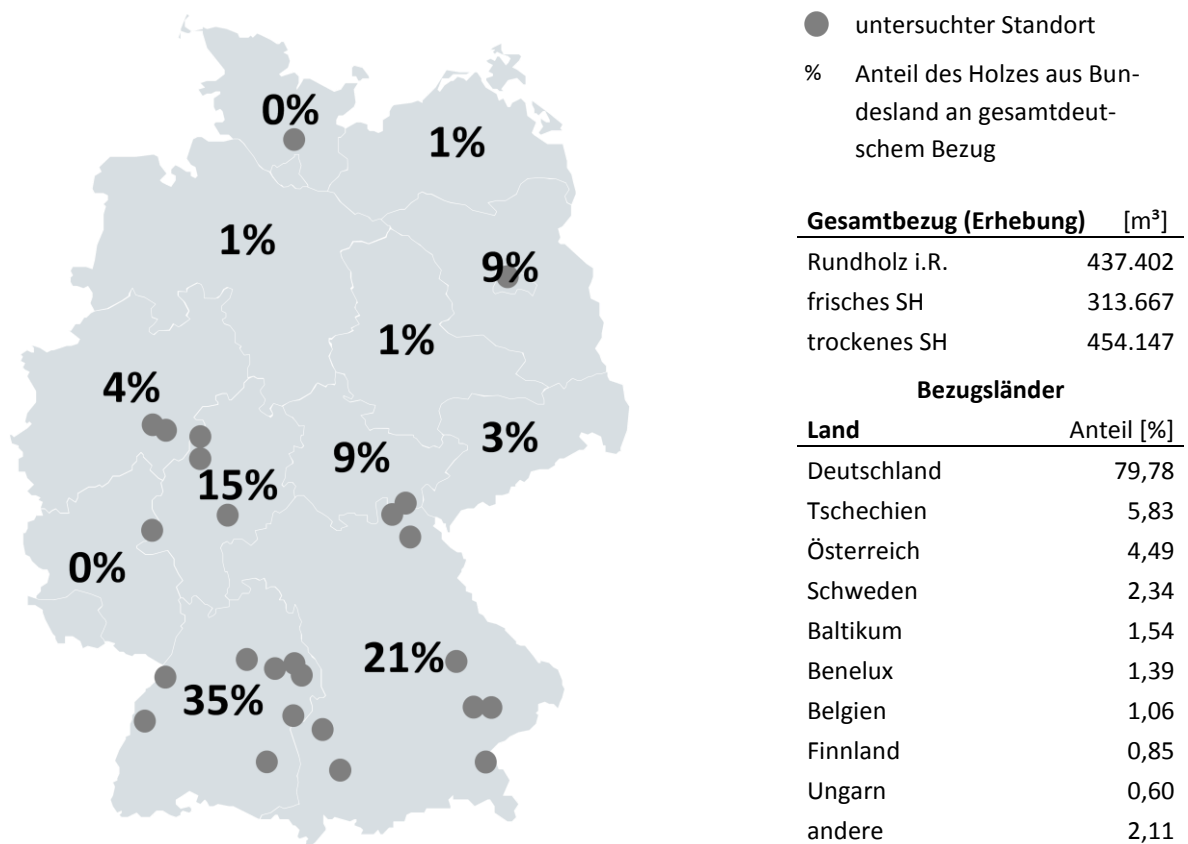 0%
1%
1%
9%
1%
4%
3%
9%
15%
0%
21%
35%
untersuchter Standort
% Anteil des Holzes aus Bun-
desland an gesamtdeut-
schem Bezug
Gesamtbezug (Erhebung) [m³]
Rundholz i.R. 437.402
frisches SH 313.667
trockenes SH 454.147
Bezugsländer
Land Anteil [%]
Deutschland 79,78
Tschechien 5,83
Österreich 4,49
Schweden 2,34
Baltikum 1,54
Benelux 1,39
Belgien 1,06
Finnland 0,85
Ungarn 0,60
andere 2,11